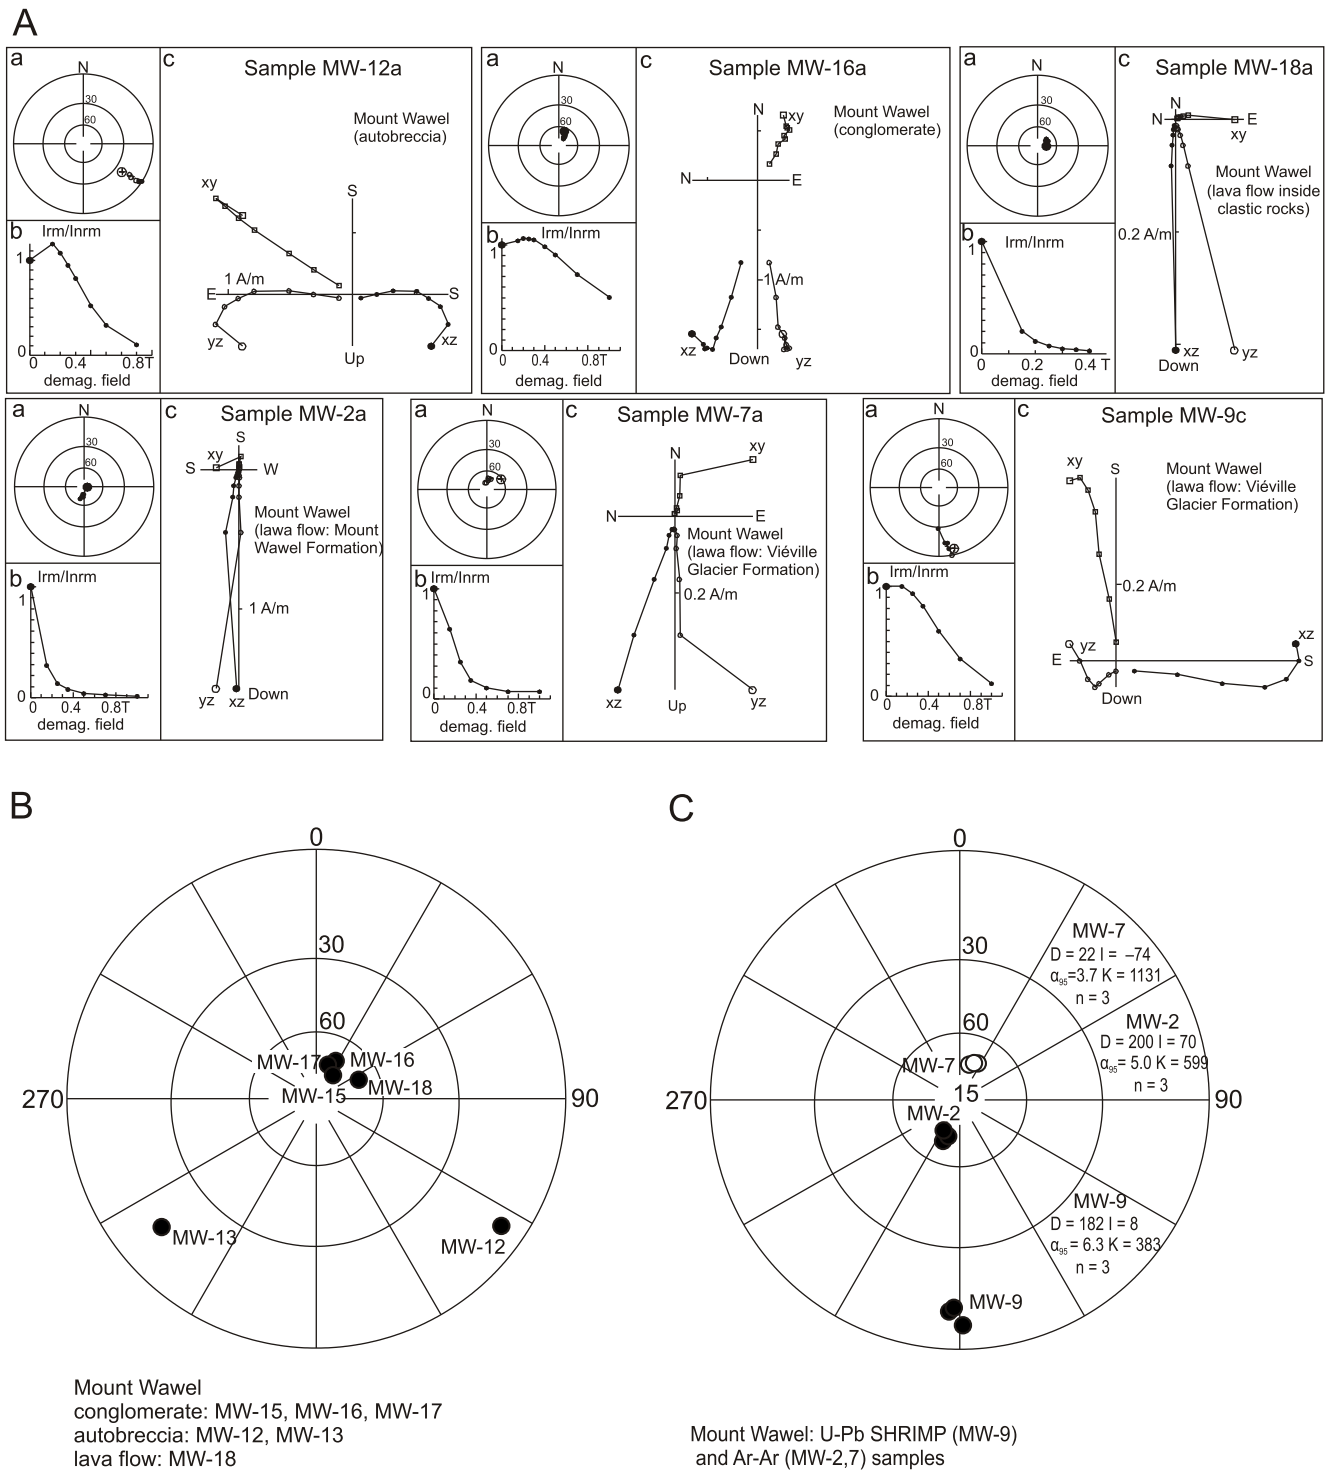 A
a
N
30
60
b
Irm/Inrm
1
0
0 0.4 0.8T
demag. field
c
Sample MW-12a
Mount Wawel
(autobreccia)
xy
S
1 A/m
E
S
yz
xz
Up
a
N
30
60
b
Irm/Inrm
1
0
0 0.4 0.8T
demag. field
c
Sample MW-16a
N
xy
Mount Wawel
(conglomerate)
N
E
1 A/m
xz
Down
yz
a
N
30
60
b
Irm/Inrm
1
0
0 0.2 0.4 T
demag. field
c
Sample MW-18a
N
N
E
xy
Mount Wawel
(lava flow inside
clastic rocks)
0.2 A/m
xz
yz
Down
a
N
30
60
b
Irm/Inrm
1
0
0 0.4 0.8T
demag. field
c
Sample MW-2a
S
xy
S
W
Mount Wawel
(lawa flow: Mount
Wawel Formation)
1 A/m
yz
xz
Down
a
N
30
60
b
Irm/Inrm
1
0
0 0.4 0.8T
demag. field
c
Sample MW-7a
N
xy
N
E
Mount Wawel
(lawa flow: Viéville
Glacier Formation)
0.2 A/m
xz
Up
yz
a
N
30
60
b
Irm/Inrm
1
0
0 0.4 0.8T
demag. field
c
Sample MW-9c
xy
S
Mount Wawel
(lawa flow: Viéville
Glacier Formation)
0.2 A/m
xz
yz
E
S
Down
B
0
30
60
MW-17
MW-16
MW-18
MW-15
270
90
MW-13
MW-12
Mount Wawel
conglomerate: MW-15, MW-16, MW-17
autobreccia: MW-12, MW-13
lava flow: MW-18
C
0
30
60
MW-7
D = 22 I = –74
α95=3.7 K = 1131
n = 3
MW-2
D = 200 I = 70
α95= 5.0 K = 599
n = 3
MW-7
15
270
90
MW-2
MW-9
D = 182 I = 8
α95 = 6.3 K = 383
n = 3
MW-9
Mount Wawel: U-Pb SHRIMP (MW-9)
and Ar-Ar (MW-2,7) samples